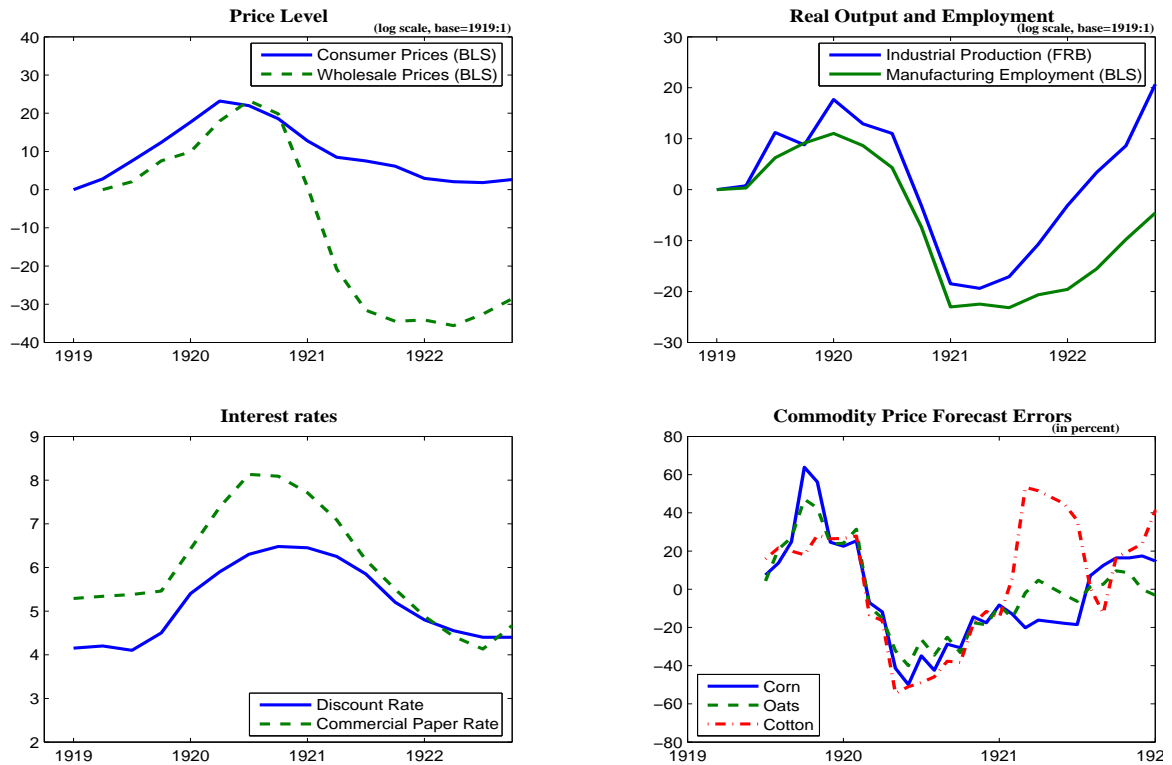 Price Level
(log scale, base=1919:1)
40
30
20
10
0
−10
−20
−30
−40
1919 1920 1921 1922
Consumer Prices (BLS)
Wholesale Prices (BLS)
Real Output and Employment
(log scale, base=1919:1)
30
20
10
0
−10
−20
−30
1919 1920 1921 1922
Industrial Production (FRB)
Manufacturing Employment (BLS)
Interest rates
9
8
7
6
5
4
3
2
1919 1920 1921 1922
Discount Rate
Commercial Paper Rate
Commodity Price Forecast Errors
(in percent)
80
60
40
20
0
−20
−40
−60
−80
1919 1920 1921 192
Corn
Oats
Cotton